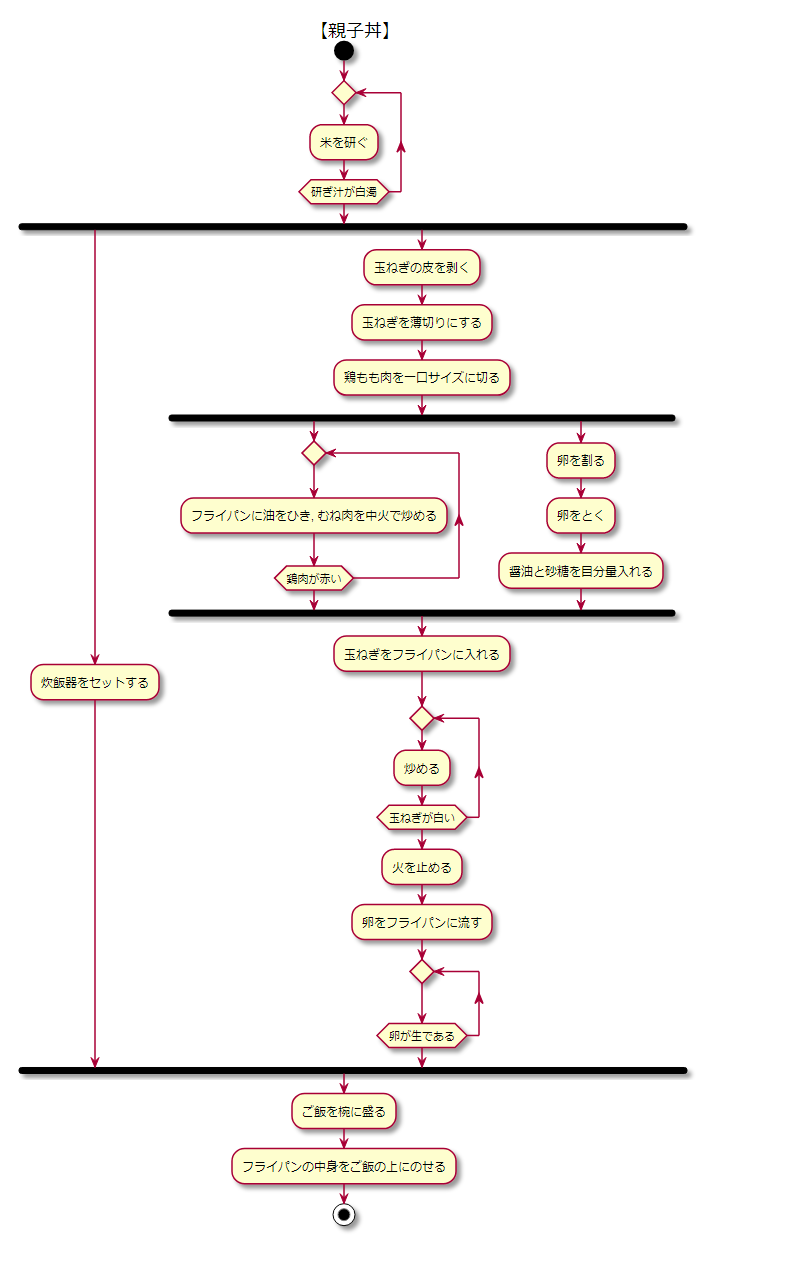 【親子丼】
米を研ぐ
研ぎ汁が白濁
玉ねぎの皮を剥く
玉ねぎを薄切りにする
鶏もも肉を一口サイズに切る
フライパンに油をひき, むね肉を中火で炒める
鶏肉が赤い
卵を割る
卵をとく
醤油と砂糖を目分量入れる
炊飯器をセットする
玉ねぎをフライパンに入れる
炒める
玉ねぎが白い
火を止める
卵をフライパンに流す
卵が生である
ご飯を椀に盛る
フライパンの中身をご飯の上にのせる